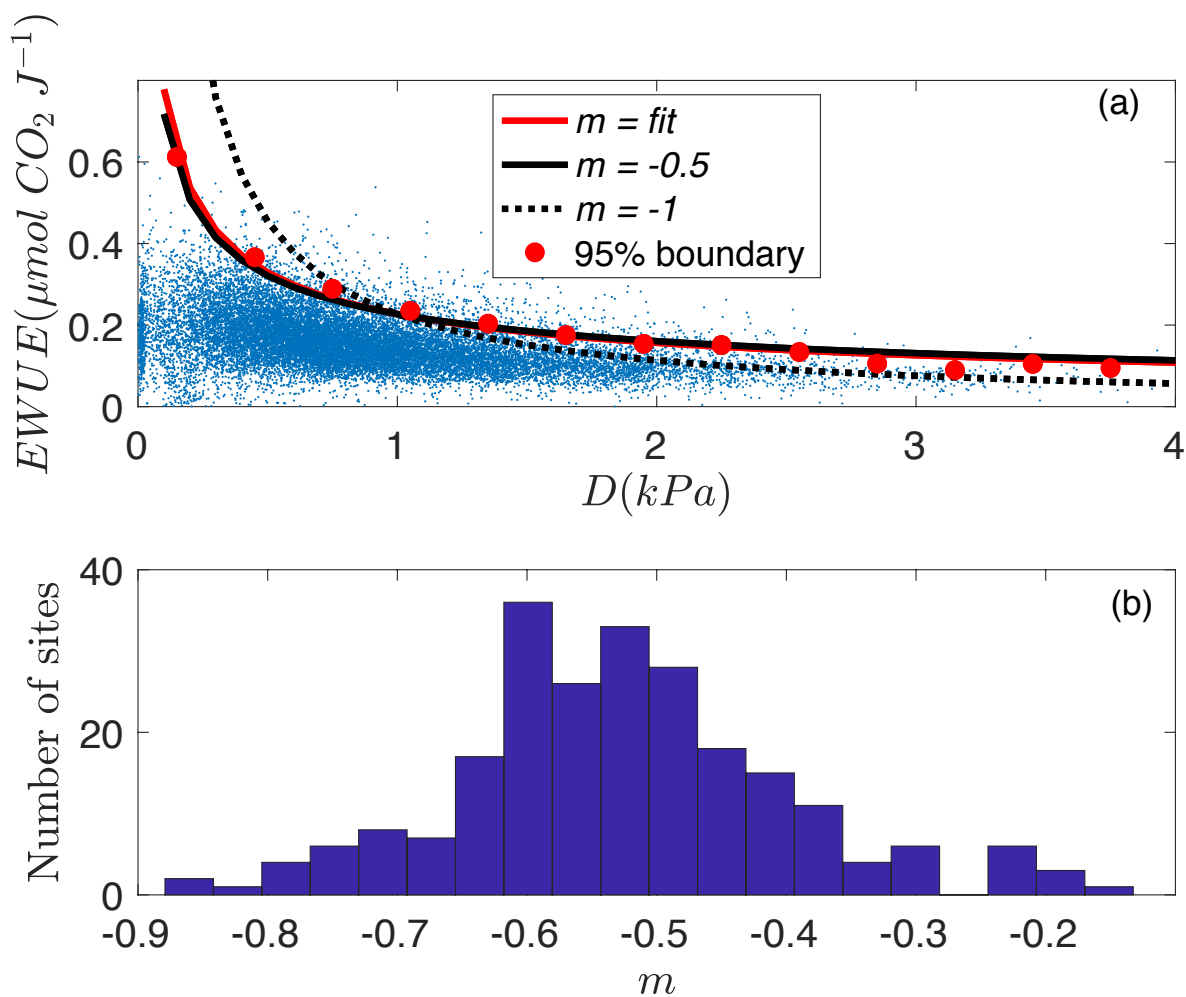 EWUE(μmol CO₂ J⁻¹)
(a)
m = fit
m = -0.5
m = -1
95% boundary
0.6
0.4
0.2
0
0 1 2 3 4
D(kPa)
(b)
Number of sites
40
20
0
-0.9 -0.8 -0.7 -0.6 -0.5 -0.4 -0.3 -0.2
m